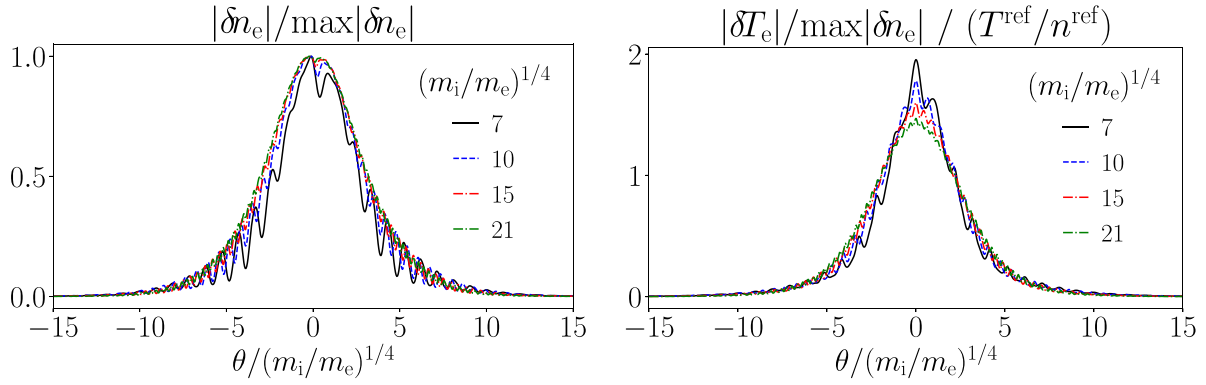 |δn_e|/max|δn_e|
1.0
0.5
0.0
(m_i/m_e)^{1/4}
7
10
15
21
−15 −10 −5 0 5 10 15
θ/(m_i/m_e)^{1/4}
|δT_e|/max|δn_e| / (T^{ref}/n^{ref})
2
1
0
(m_i/m_e)^{1/4}
7
10
15
21
−15 −10 −5 0 5 10 15
θ/(m_i/m_e)^{1/4}